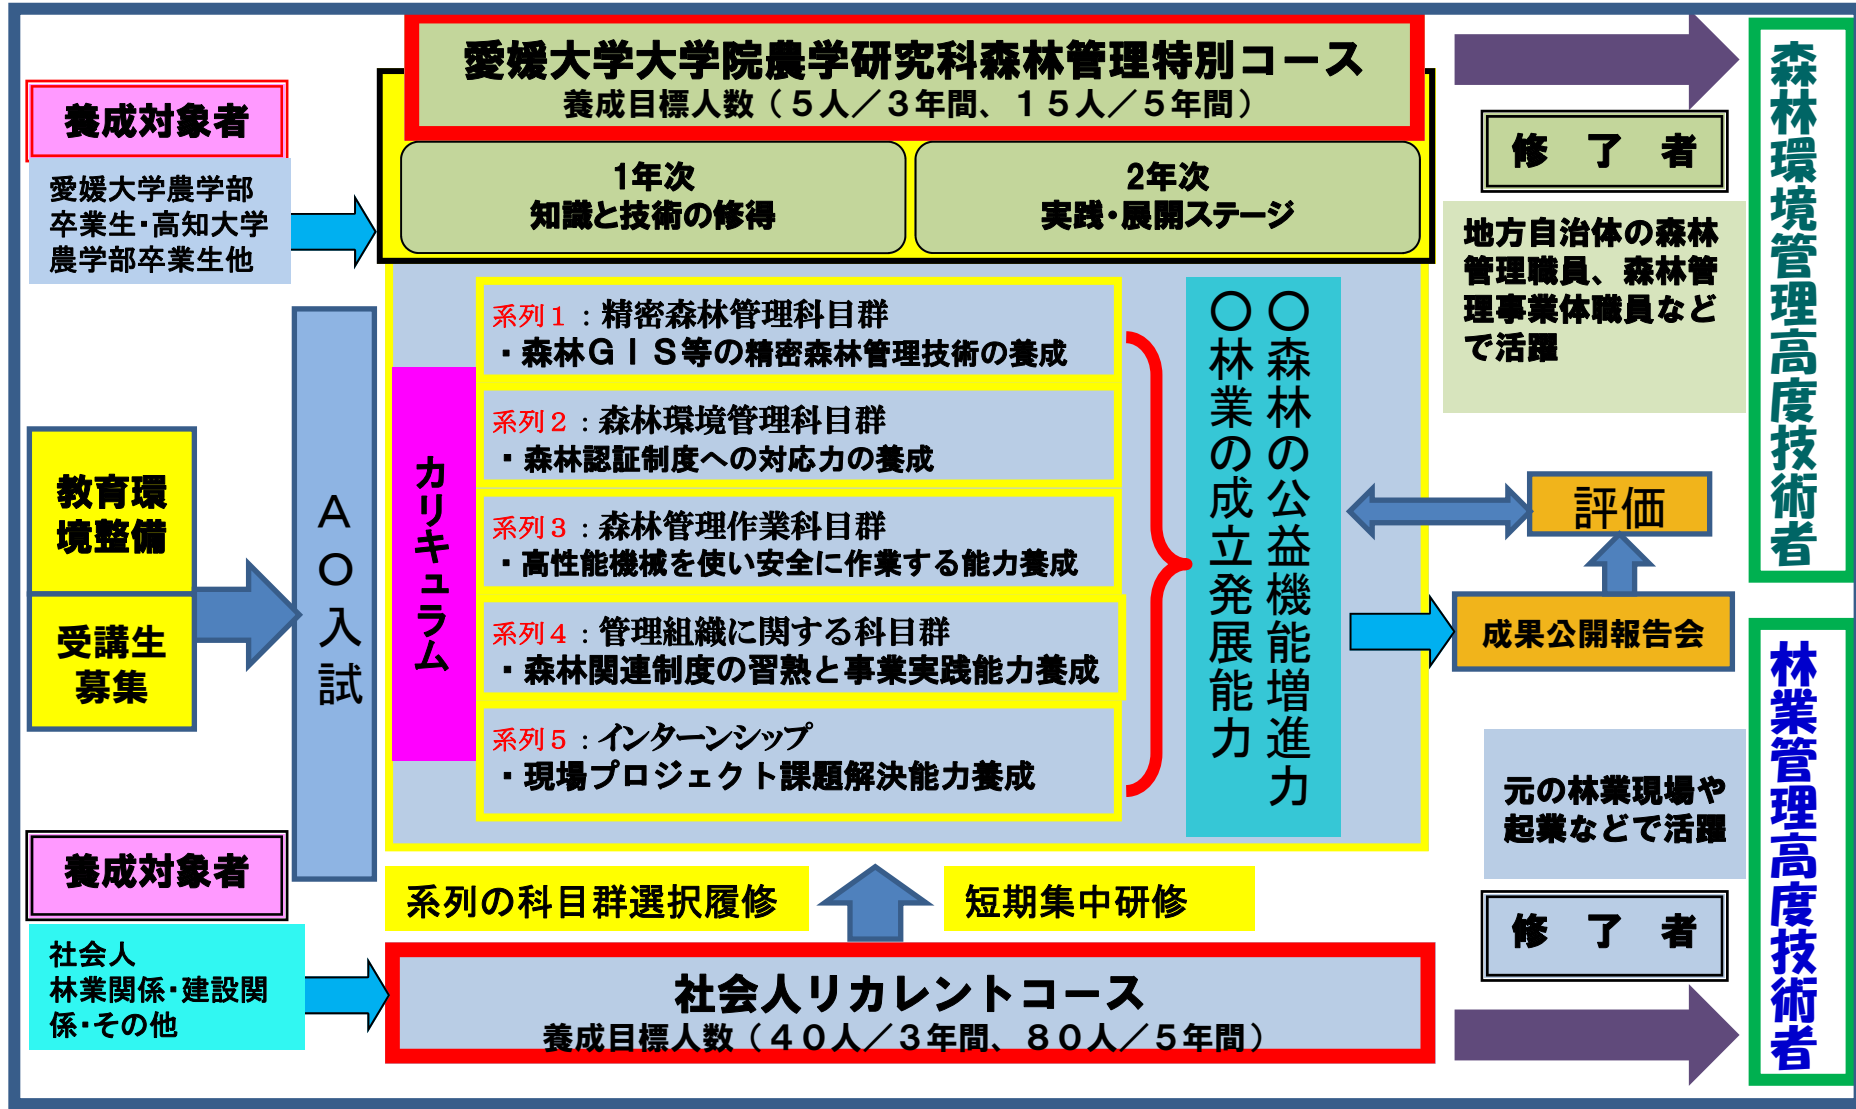 愛媛大学大学院農学研究科森林管理特別コース
養成目標人数（５人／３年間、１５人／５年間）
養成対象者
愛媛大学農学部
卒業生・高知大学
農学部卒業生他
1年次
知識と技術の修得
2年次
実践・展開ステージ
教育環
境整備
受講生
募集
ＡＯ入試
カリキュラム
系列１：精密森林管理科目群
・森林ＧＩＳ等の精密森林管理技術の養成
系列２：森林環境管理科目群
・森林認証制度への対応力の養成
系列３：森林管理作業科目群
・高性能機械を使い安全に作業する能力養成
系列４：管理組織に関する科目群
・森林関連制度の習熟と事業実践能力養成
系列５：インターンシップ
・現場プロジェクト課題解決能力養成
○森林の公益機能増進力
○林業の成立発展能力
修 了 者
地方自治体の森林
管理職員、森林管
理事業体職員など
で活躍
評価
成果公開報告会
森林環境管理高度技術者
養成対象者
社会人
林業関係・建設関
係・その他
系列の科目群選択履修
短期集中研修
社会人リカレントコース
養成目標人数（４０人／３年間、８０人／５年間）
元の林業現場や
起業などで活躍
修 了 者
林業管理高度技術者